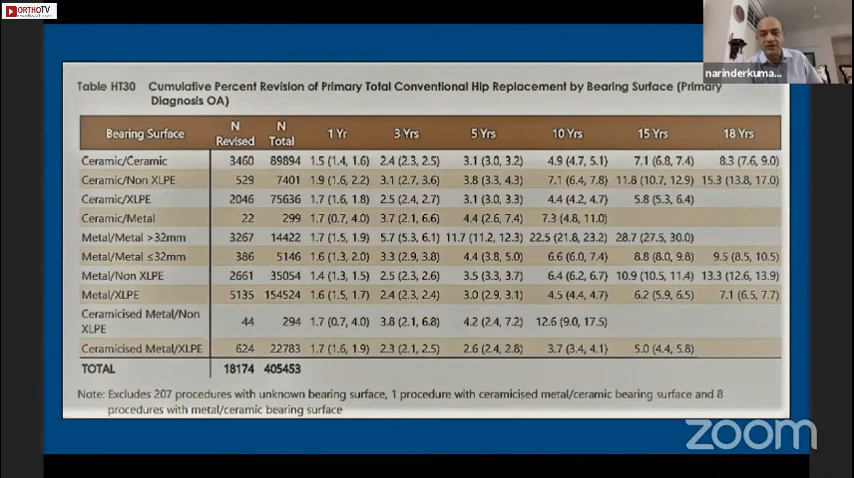 ORTHOTV
narinderkuma...
Table HT30 Cumulative Percent Revision of Primary Total Conventional Hip Replacement by Bearing Surface (Primary
Diagnosis OA)
Bearing Surface N Revised N Total 1 Yr 3 Yrs 5 Yrs 10 Yrs 15 Yrs 18 Yrs
Ceramic/Ceramic 3460 89894 1.5 (1.4, 1.6) 2.4 (2.3, 2.5) 3.1 (3.0, 3.2) 4.9 (4.7, 5.1) 7.1 (6.8, 7.4) 8.3 (7.6, 9.0)
Ceramic/Non XLPE 529 7401 1.9 (1.6, 2.2) 3.1 (2.7, 3.6) 3.8 (3.3, 4.3) 7.1 (6.4, 7.8) 11.8 (10.7, 12.9) 15.3 (13.8, 17.0)
Ceramic/XLPE 2046 75636 1.7 (1.6, 1.8) 2.5 (2.4, 2.7) 3.1 (3.0, 3.3) 4.4 (4.2, 4.7) 5.8 (5.3, 6.4)
Ceramic/Metal 22 299 1.7 (0.7, 4.0) 3.7 (2.1, 6.6) 4.4 (2.6, 7.4) 7.3 (4.8, 11.0)
Metal/Metal >32mm 3267 14422 1.7 (1.5, 1.9) 5.7 (5.3, 6.1) 11.7 (11.2, 12.3) 22.5 (21.8, 23.2) 28.7 (27.5, 30.0)
Metal/Metal ≤32mm 386 5146 1.6 (1.3, 2.0) 3.3 (2.9, 3.8) 4.4 (3.8, 5.0) 6.6 (6.0, 7.4) 8.8 (8.0, 9.8) 9.5 (8.5, 10.5)
Metal/Non XLPE 2661 35054 1.4 (1.3, 1.5) 2.5 (2.3, 2.6) 3.5 (3.3, 3.7) 6.4 (6.2, 6.7) 10.9 (10.5, 11.4) 13.3 (12.6, 13.9)
Metal/XLPE 5135 154524 1.6 (1.5, 1.7) 2.4 (2.3, 2.4) 3.0 (2.9, 3.1) 4.5 (4.4, 4.7) 6.2 (5.9, 6.5) 7.1 (6.5, 7.7)
Ceramicised Metal/Non XLPE 44 294 1.7 (0.7, 4.0) 3.8 (2.1, 6.8) 4.2 (2.4, 7.2) 12.6 (9.0, 17.5)
Ceramicised Metal/XLPE 624 22783 1.7 (1.6, 1.9) 2.3 (2.1, 2.5) 2.6 (2.4, 2.8) 3.7 (3.4, 4.1) 5.0 (4.4, 5.8)
TOTAL 18174 405453
Note: Excludes 207 procedures with unknown bearing surface, 1 procedure with ceramicised metal/ceramic bearing surface and 8
procedures with metal/ceramic bearing surface
zoom